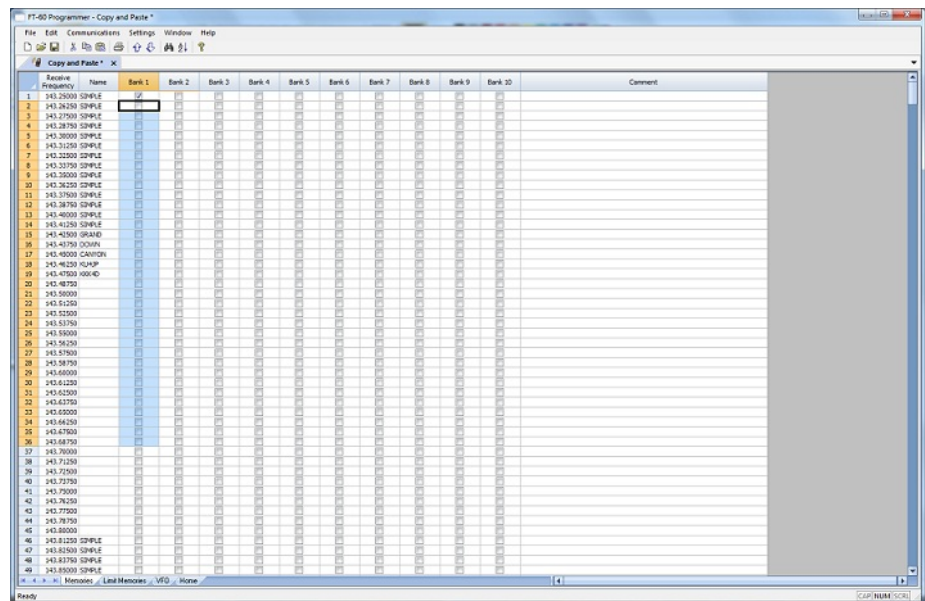 FT-60 Programmer - Copy and Paste *
File Edit Communications Settings Window Help
Copy and Paste * x
Receive Frequency Name Bank 1 Bank 2 Bank 3 Bank 4 Bank 5 Bank 6 Bank 7 Bank 8 Bank 9 Bank 10 Comment
1 143.25000 SIMPLE
2 143.26250 SIMPLE
3 143.27500 SIMPLE
4 143.28750 SIMPLE
5 143.30000 SIMPLE
6 143.31250 SIMPLE
7 143.32500 SIMPLE
8 143.33750 SIMPLE
9 143.35000 SIMPLE
10 143.36250 SIMPLE
11 143.37500 SIMPLE
12 143.38750 SIMPLE
13 143.40000 SIMPLE
14 143.41250 SIMPLE
15 143.42500 GRAND
16 143.43750 DOWN
17 143.45000 CANYON
18 143.46250
19 143.47500
20 143.48750
21 143.50000
22 143.51250
23 143.52500
24 143.53750
25 143.55000
26 143.56250
27 143.57500
28 143.58750
29 143.60000
30 143.61250
31 143.62500
32 143.63750
33 143.65000
34 143.66250
35 143.67500
36 143.68750
37 143.70000
38 143.71250
39 143.72500
40 143.73750
41 143.75000
42 143.76250
43 143.77500
44 143.78750
45 143.80000
46 143.81250 SIMPLE
47 143.82500 SIMPLE
48 143.83750 SIMPLE
49 143.85000 SIMPLE
Memories Limit Memories VFO Home
Ready CAP NUM SCRL